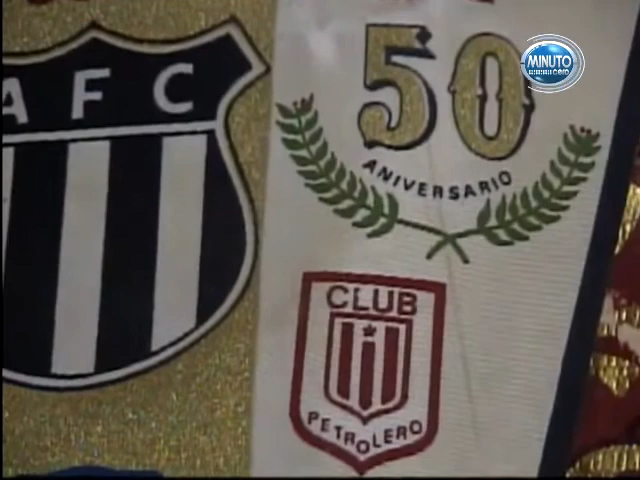 AFC
50
ANIVERSARIO
CLUB
PETROLERO
MINUTO